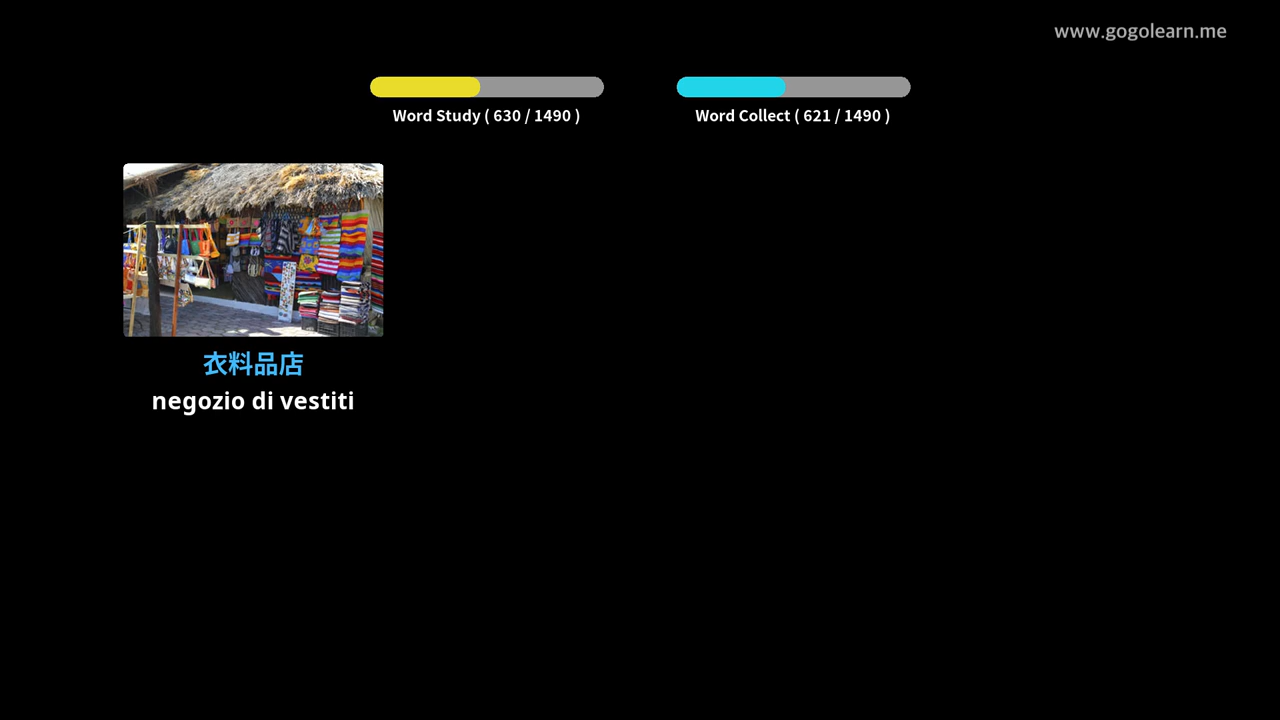 www.gogolearn.me
Word Study ( 630 / 1490 )
Word Collect ( 621 / 1490 )
衣料品店
negozio di vestiti